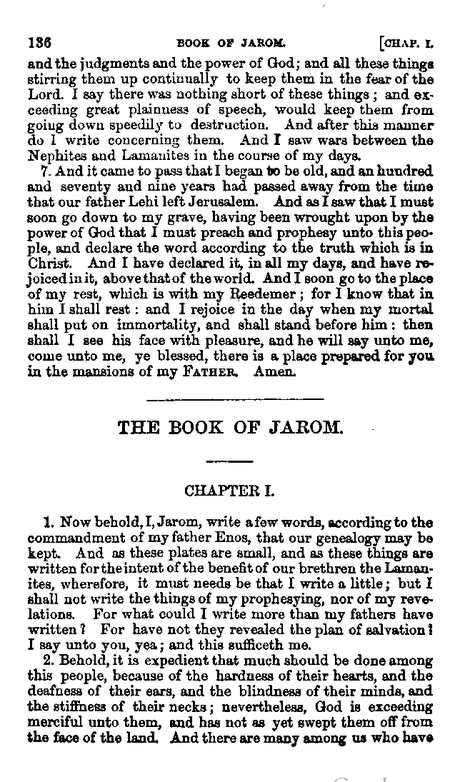 136 BOOK OF JAROM. [CHAP. I.
and the judgments and the power of God; and all these things
stirring them up continually to keep them in the fear of the
Lord. I say there was nothing short of these things; and ex-
ceeding great plainness of speech, would keep them from
going down speedily to destruction. And after this manner
do I write concerning them. And I saw wars between the
Nephites and Lamanites in the course of my days.
7. And it came to pass that I began to be old, and an hundred
and seventy and nine years had passed away from the time
that our father Lehi left Jerusalem. And as I saw that I must
soon go down to my grave, having been wrought upon by the
power of God that I must preach and prophesy unto this peo-
ple, and declare the word according to the truth which is in
Christ. And I have declared it, in all my days, and have re-
joiced in it, above that of the world. And I soon go to the place
of my rest, which is with my Redeemer; for I know that in
him I shall rest: and I rejoice in the day when my mortal
shall put on immortality, and shall stand before him: then
shall I see his face with pleasure, and he will say unto me,
come unto me, ye blessed, there is a place prepared for you
in the mansions of my FATHER. Amen.
THE BOOK OF JAROM.
CHAPTER I.
1. Now behold, I, Jarom, write a few words, according to the
commandment of my father Enos, that our genealogy may be
kept. And as these plates are small, and as these things are
written for the intent of the benefit of our brethren the Laman-
ites, wherefore, it must needs be that I write a little; but I
shall not write the things of my prophesying, nor of my reve-
lations. For what could I write more than my fathers have
written? For have not they revealed the plan of salvation?
I say unto you, yea; and this sufficeth me.
2. Behold, it is expedient that much should be done among
this people, because of the hardness of their hearts, and the
deafness of their ears, and the blindness of their minds, and
the stiffness of their necks; nevertheless, God is exceeding
merciful unto them, and has not as yet swept them off from
the face of the land. And there are many among us who have